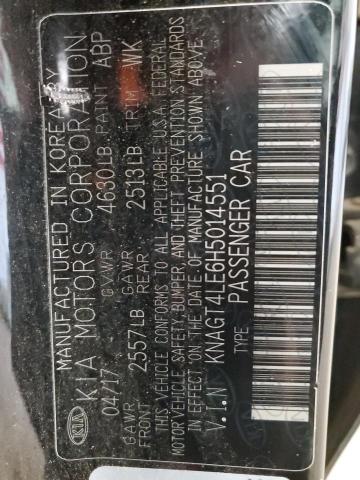 MANUFACTURED IN KOREA BY
KIA KIA MOTORS CORPORATION
04/17 GVWR 4630LB PAINT ABP
GAWR FRONT 2557LB GAWR REAR 2513LB TRIM WK
THIS VEHICLE CONFORMS TO ALL APPLICABLE U.S.A. FEDERAL
MOTOR VEHICLE SAFETY, BUMPER AND THEFT PREVENTION STANDARDS
IN EFFECT ON THE DATE OF MANUFACTURE SHOWN ABOVE
V.I.N KNAGT4LE6H5014551
TYPE PASSENGER CAR